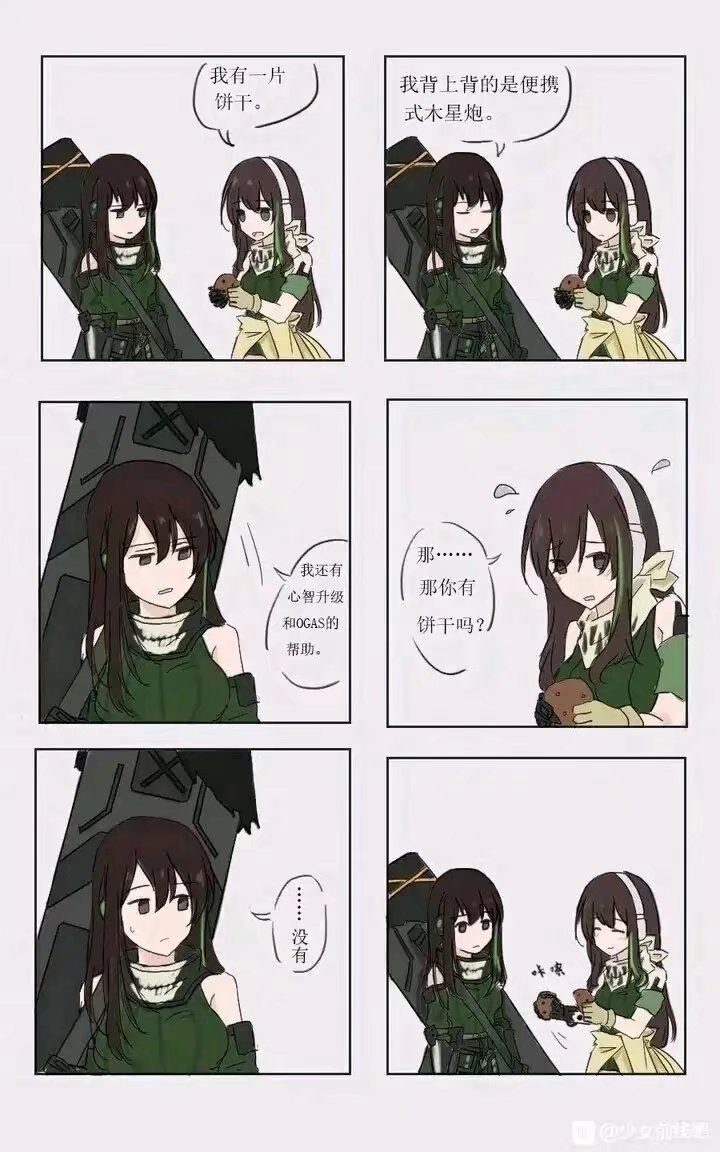 我有一片
饼干。
我背上背的是便携
式木星炮。
我还有
心智升级
和OGAS的
帮助。
那……
那你有
饼干吗？
……
没有
咔嚓
@少女前线吧